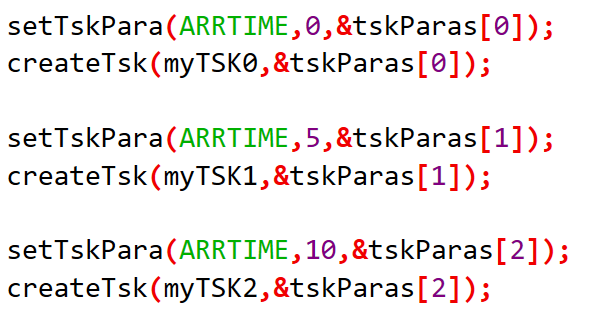 setTskPara(ARRTIME,0,&tskParas[0]);
createTsk(myTSK0,&tskParas[0]);
setTskPara(ARRTIME,5,&tskParas[1]);
createTsk(myTSK1,&tskParas[1]);
setTskPara(ARRTIME,10,&tskParas[2]);
createTsk(myTSK2,&tskParas[2]);